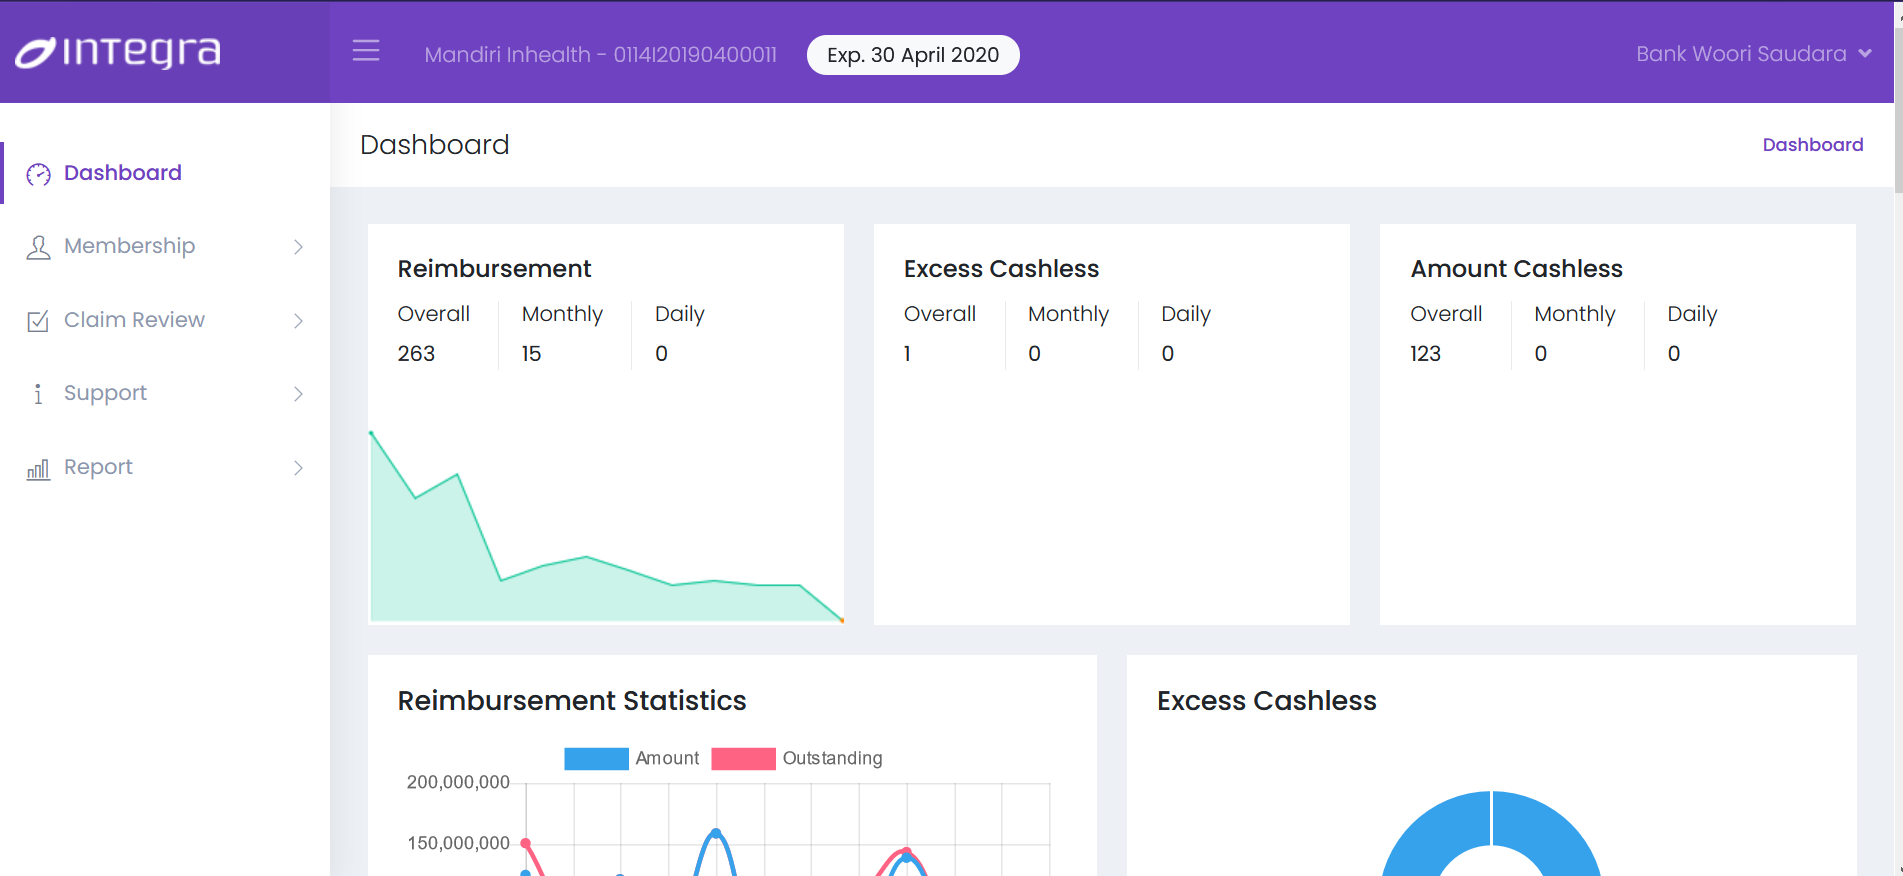 INTEGRA
Mandiri Inhealth - 0114I20190400011
Exp. 30 April 2020
Bank Woori Saudara
Dashboard
Membership
Claim Review
Support
Report
Dashboard
Dashboard
Reimbursement
Overall Monthly Daily
263 15 0
Excess Cashless
Overall Monthly Daily
1 0 0
Amount Cashless
Overall Monthly Daily
123 0 0
Reimbursement Statistics
Amount Outstanding
200,000,000
150,000,000
Excess Cashless